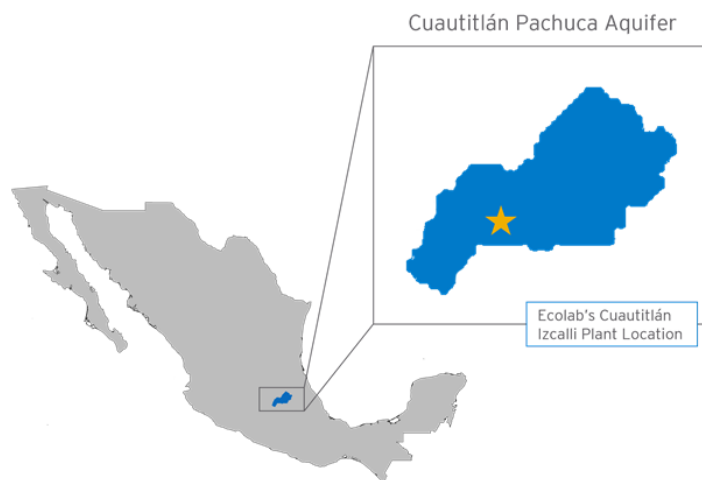 Cuautitlán Pachuca Aquifer
Ecolab's Cuautitlán
Izcalli Plant Location